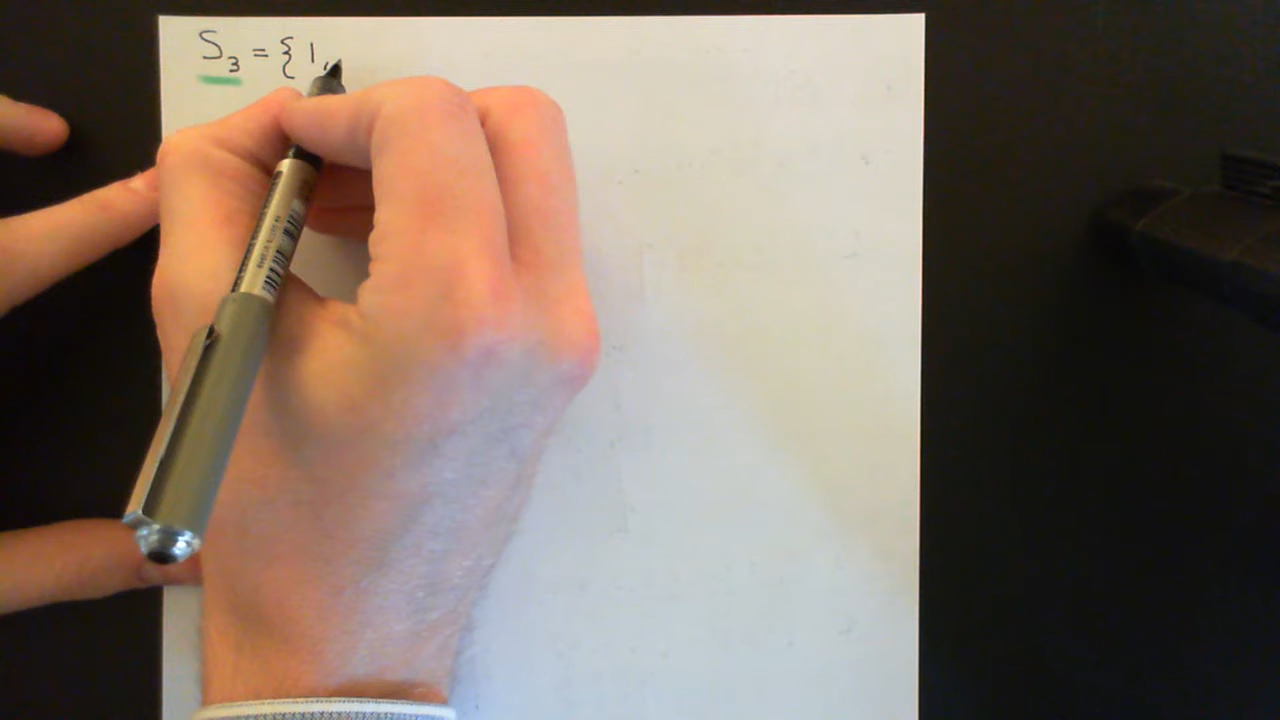 S₃ = { 1,